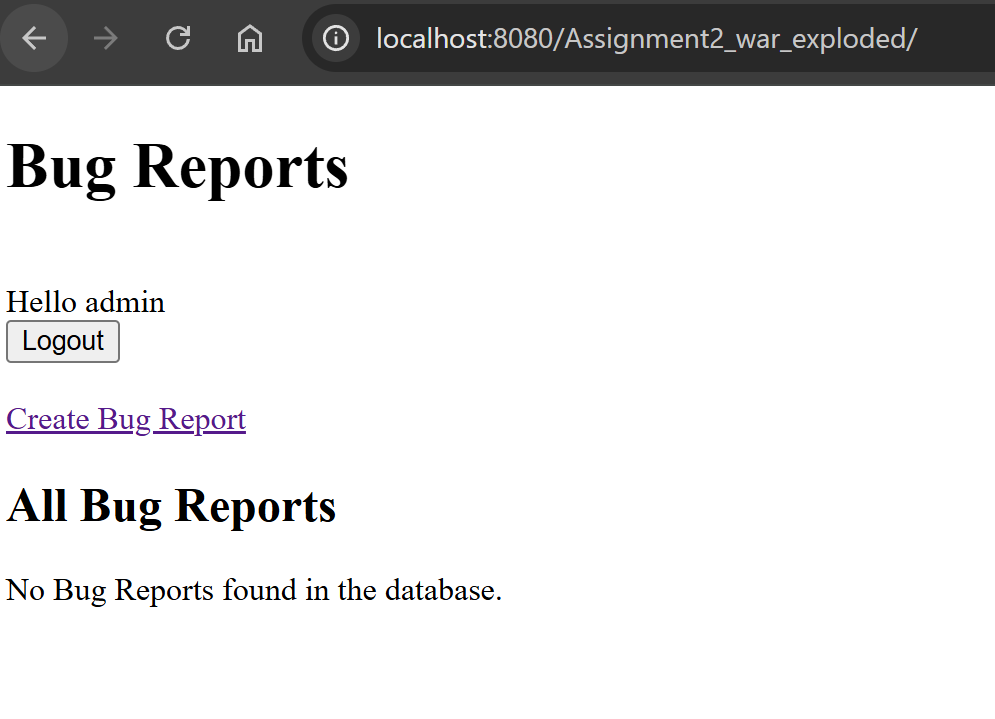 localhost:8080/Assignment2_war_exploded/
Bug Reports
Hello admin
Logout
Create Bug Report
All Bug Reports
No Bug Reports found in the database.